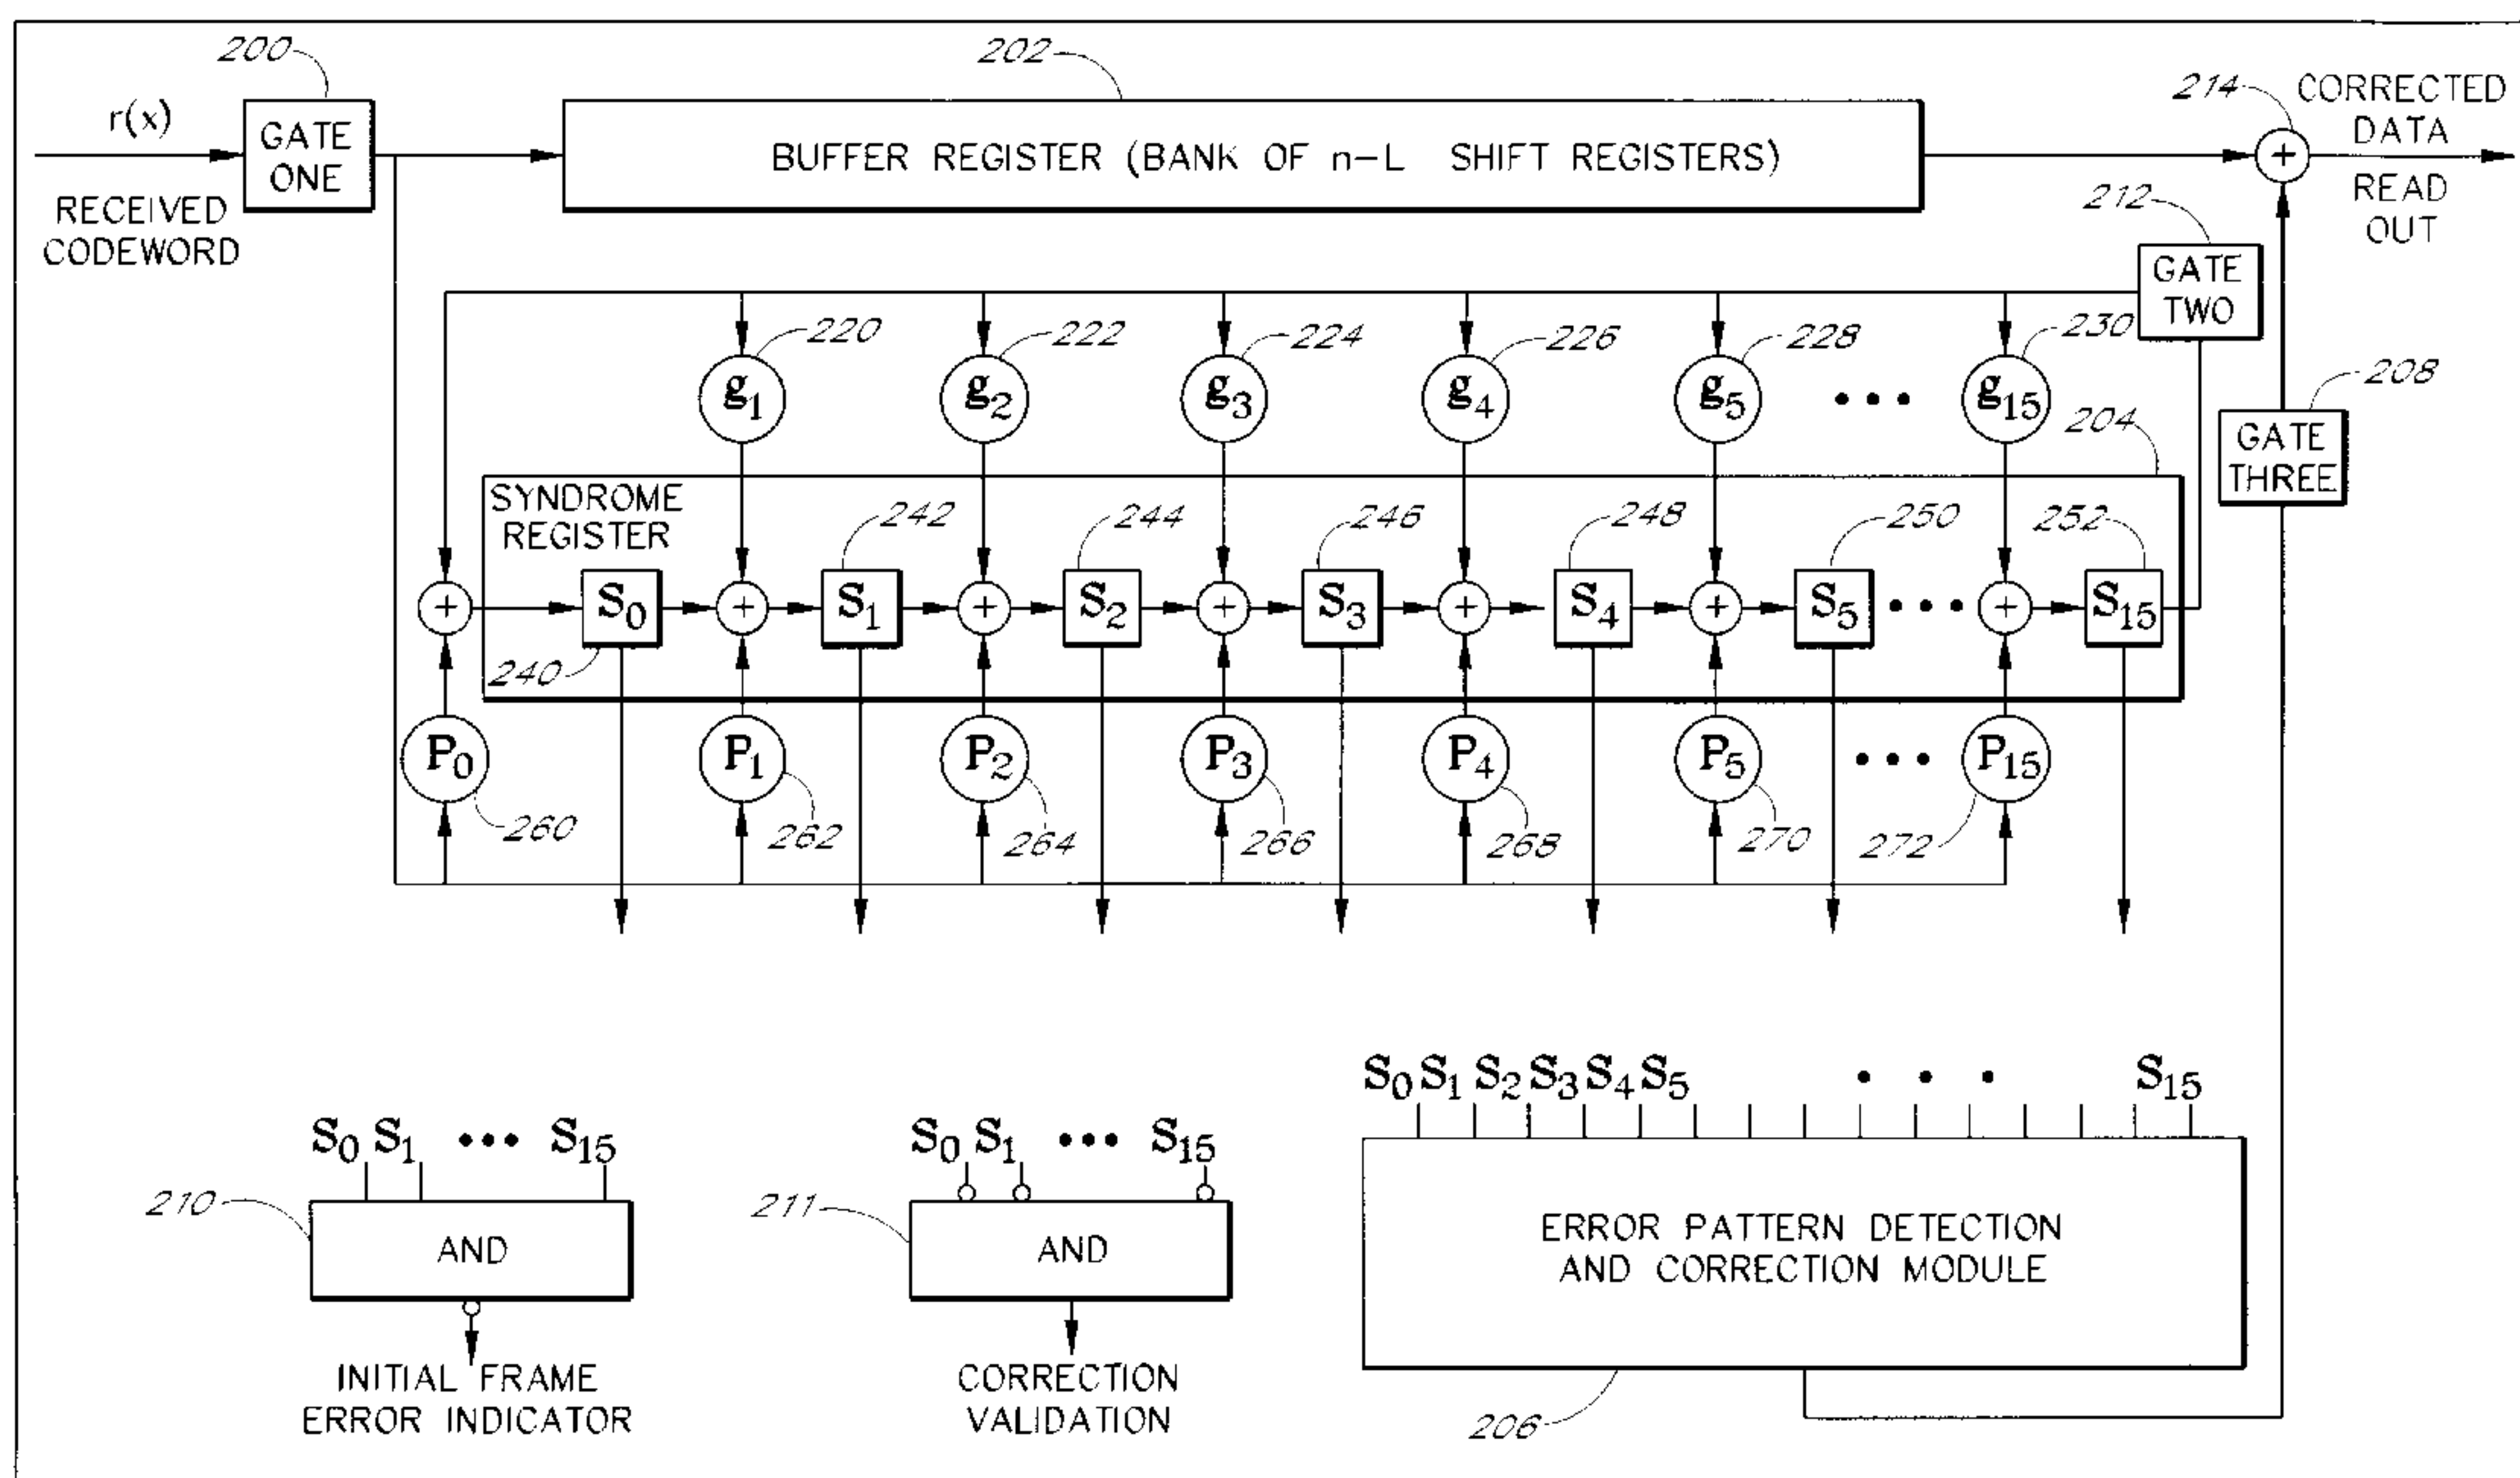 200
202
214
CORRECTED
DATA
READ
OUT
r(x)
GATE
ONE
BUFFER REGISTER (BANK OF n-L SHIFT REGISTERS)
+
RECEIVED
CODEWORD
212
GATE
TWO
220
222
224
226
228
230
208
g1
g2
g3
g4
g5
• • •
g15
204
GATE
THREE
SYNDROME
REGISTER
242
244
246
248
250
252
+ S0 + S1 + S2 + S3 + S4 + S5 • • • + S15
240
P0
P1
P2
P3
P4
P5
• • •
P15
260
262
264
266
268
270
272
S0 S1 S2 S3 S4 S5 • • • S15
S0 S1 ••• S15
S0 S1 ••• S15
210
AND
211
AND
ERROR PATTERN DETECTION
AND CORRECTION MODULE
INITIAL FRAME
ERROR INDICATOR
CORRECTION
VALIDATION
206